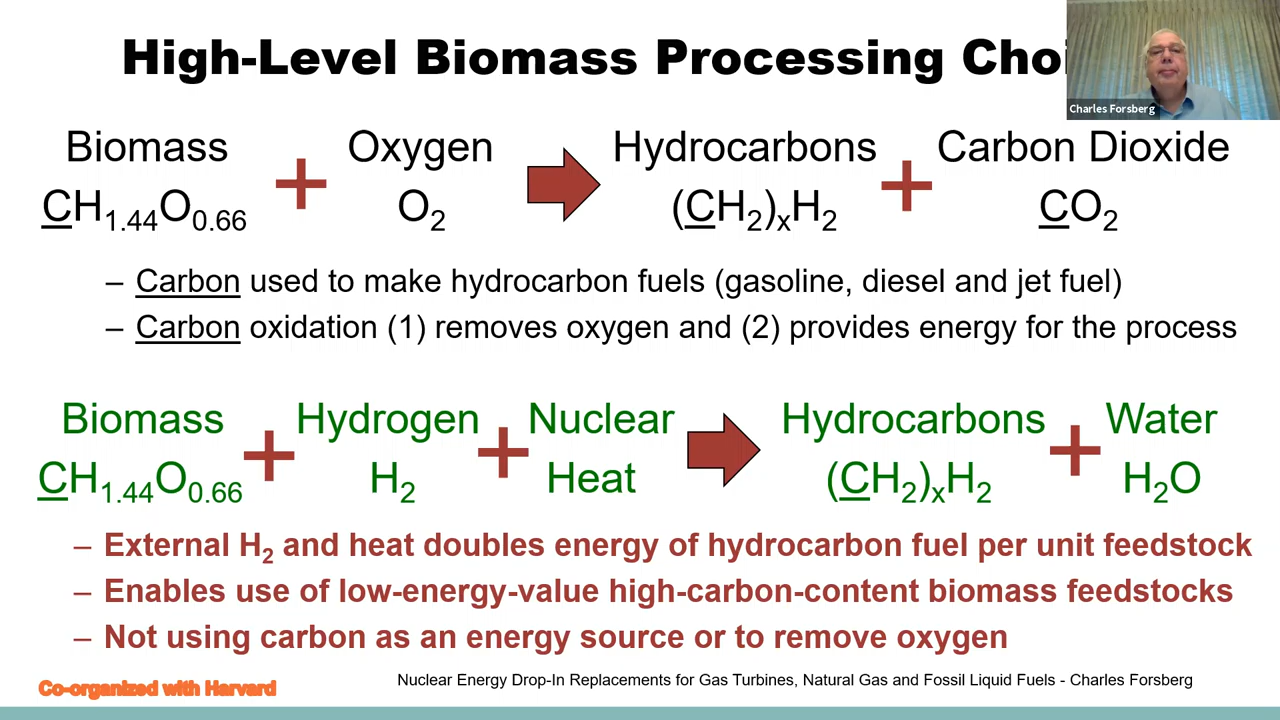 High-Level Biomass Processing Choi
Charles Forsberg
Biomass + Oxygen Hydrocarbons + Carbon Dioxide
CH1.44O0.66 O2 (CH2)xH2 CO2
– Carbon used to make hydrocarbon fuels (gasoline, diesel and jet fuel)
– Carbon oxidation (1) removes oxygen and (2) provides energy for the process
Biomass + Hydrogen + Nuclear Hydrocarbons + Water
CH1.44O0.66 H2 Heat (CH2)xH2 H2O
– External H2 and heat doubles energy of hydrocarbon fuel per unit feedstock
– Enables use of low-energy-value high-carbon-content biomass feedstocks
– Not using carbon as an energy source or to remove oxygen
Co-organized with Harvard
Nuclear Energy Drop-In Replacements for Gas Turbines, Natural Gas and Fossil Liquid Fuels - Charles Forsberg